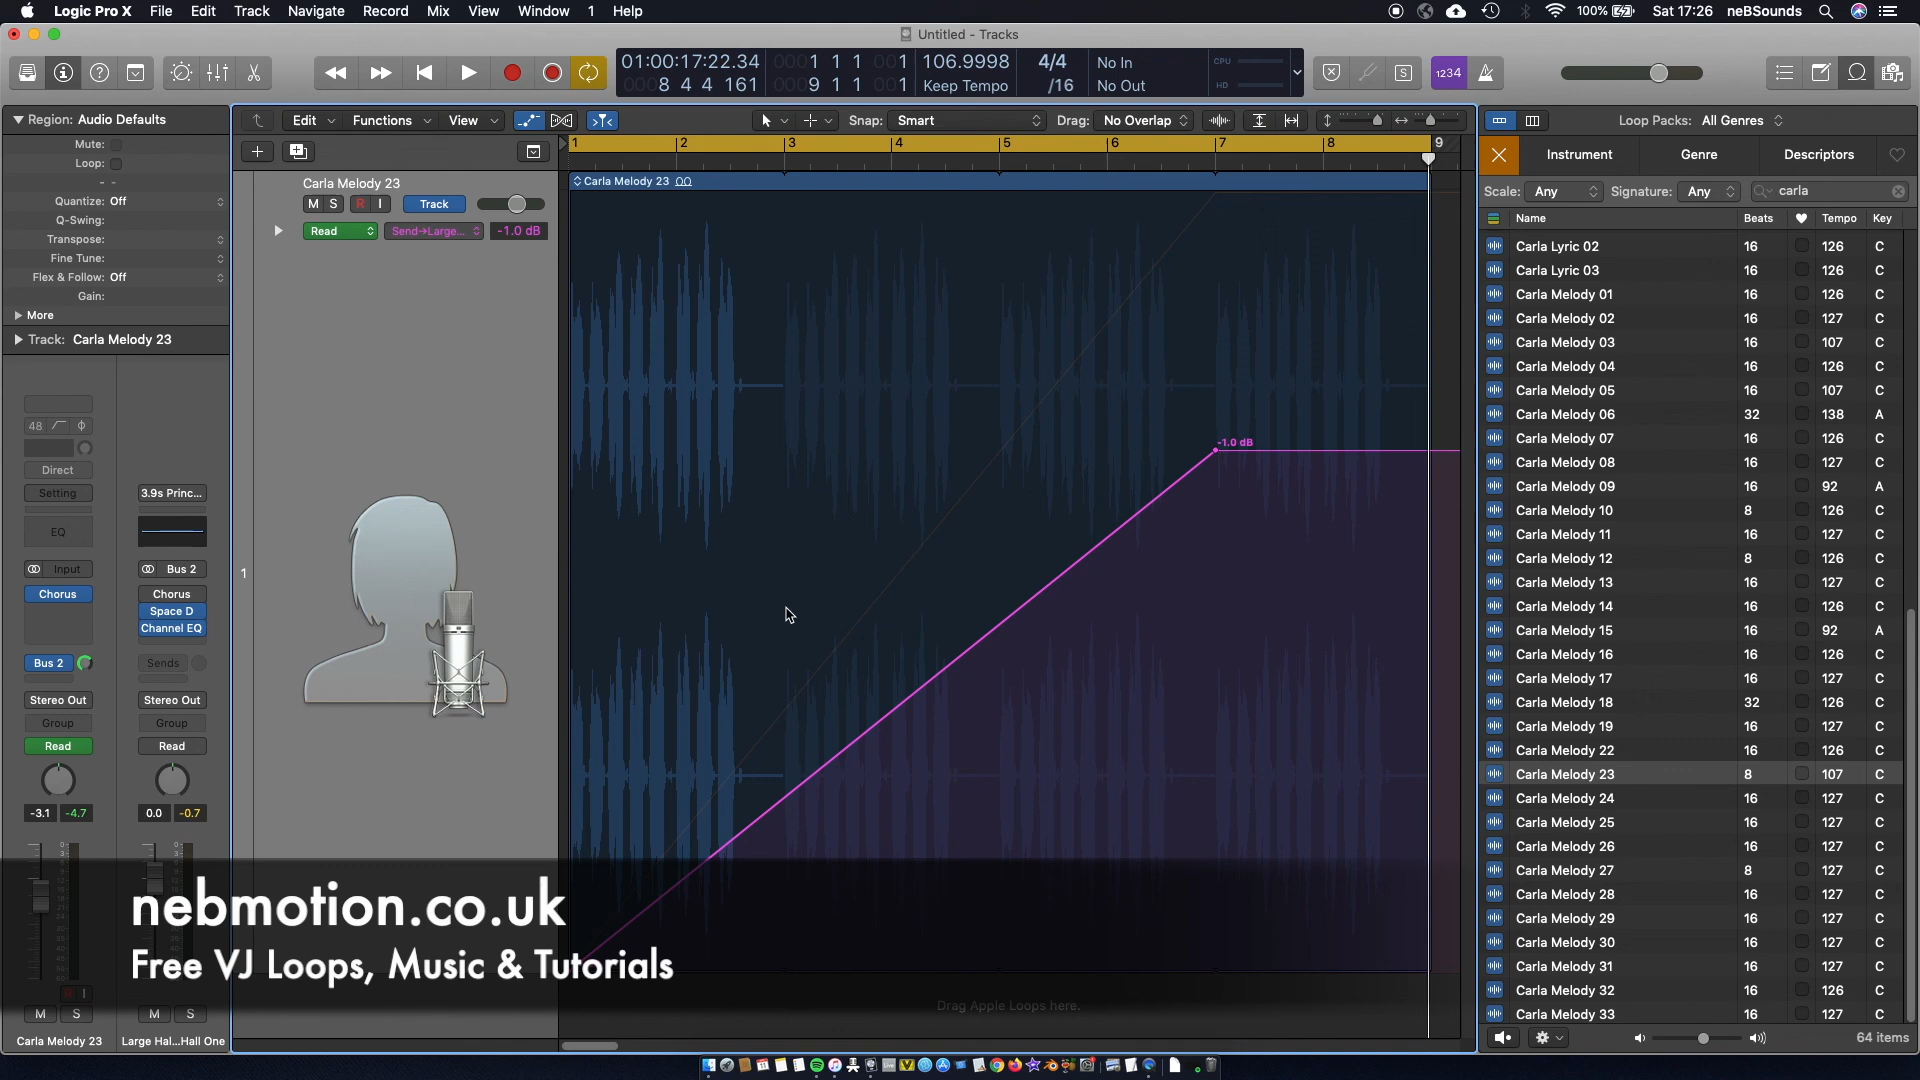 Logic Pro X File Edit Track Navigate Record Mix View Window 1 Help 100% Sat 17:26 neBSounds
Untitled - Tracks
01:00:17:22.34 0001 1 1 001 106.9998 4/4 No In CPU
0008 4 4 161 0009 1 1 001 Keep Tempo /16 No Out HD
1234
Region: Audio Defaults
Mute:
Loop:
Quantize: Off
Q-Swing:
Transpose:
Fine Tune:
Flex & Follow: Off
Gain:
More
Track: Carla Melody 23
48
Direct
Setting 3.9s Princ...
EQ
Input Bus 2
Chorus Chorus
Space D
Channel EQ
Bus 2 Sends
Stereo Out Stereo Out
Group Group
Read Read
-3.1 -4.7 0.0 -0.7
R I
M S M S
Carla Melody 23 Large Hal...Hall One
Edit Functions View Snap: Smart Drag: No Overlap
1 2 3 4 5 6 7 8 9
Carla Melody 23
M S R I Track
Read Send→Large... -1.0 dB
1
Carla Melody 23
-1.0 dB
Drag Apple Loops here.
nebmotion.co.uk
Free VJ Loops, Music & Tutorials
Loop Packs: All Genres
Instrument Genre Descriptors
Scale: Any Signature: Any carla
Name Beats Tempo Key
Carla Lyric 02 16 126 C
Carla Lyric 03 16 126 C
Carla Melody 01 16 126 C
Carla Melody 02 16 127 C
Carla Melody 03 16 107 C
Carla Melody 04 16 126 C
Carla Melody 05 16 107 C
Carla Melody 06 32 138 A
Carla Melody 07 16 126 C
Carla Melody 08 16 127 C
Carla Melody 09 16 92 A
Carla Melody 10 8 126 C
Carla Melody 11 16 127 C
Carla Melody 12 8 126 C
Carla Melody 13 16 127 C
Carla Melody 14 16 126 C
Carla Melody 15 16 92 A
Carla Melody 16 16 126 C
Carla Melody 17 16 127 C
Carla Melody 18 32 126 C
Carla Melody 19 16 127 C
Carla Melody 22 16 126 C
Carla Melody 23 8 107 C
Carla Melody 24 16 127 C
Carla Melody 25 16 127 C
Carla Melody 26 16 127 C
Carla Melody 27 8 127 C
Carla Melody 28 16 127 C
Carla Melody 29 16 127 C
Carla Melody 30 16 127 C
Carla Melody 31 16 127 C
Carla Melody 32 16 126 C
Carla Melody 33 16 127 C
64 items